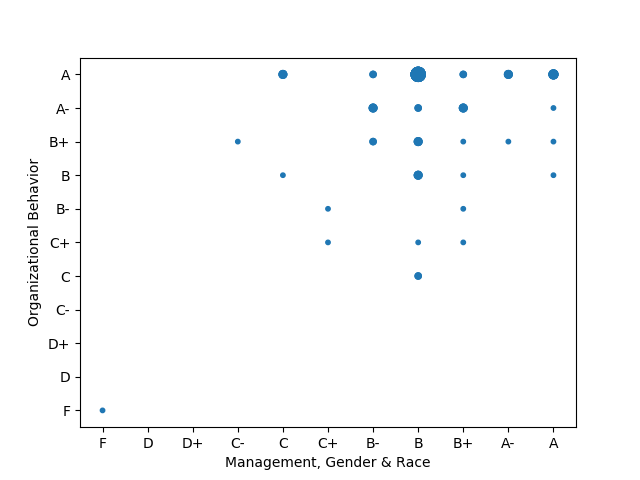 Organizational Behavior
A
A-
B+
B
B-
C+
C
C-
D+
D
F
F D D+ C- C C+ B- B B+ A- A
Management, Gender & Race